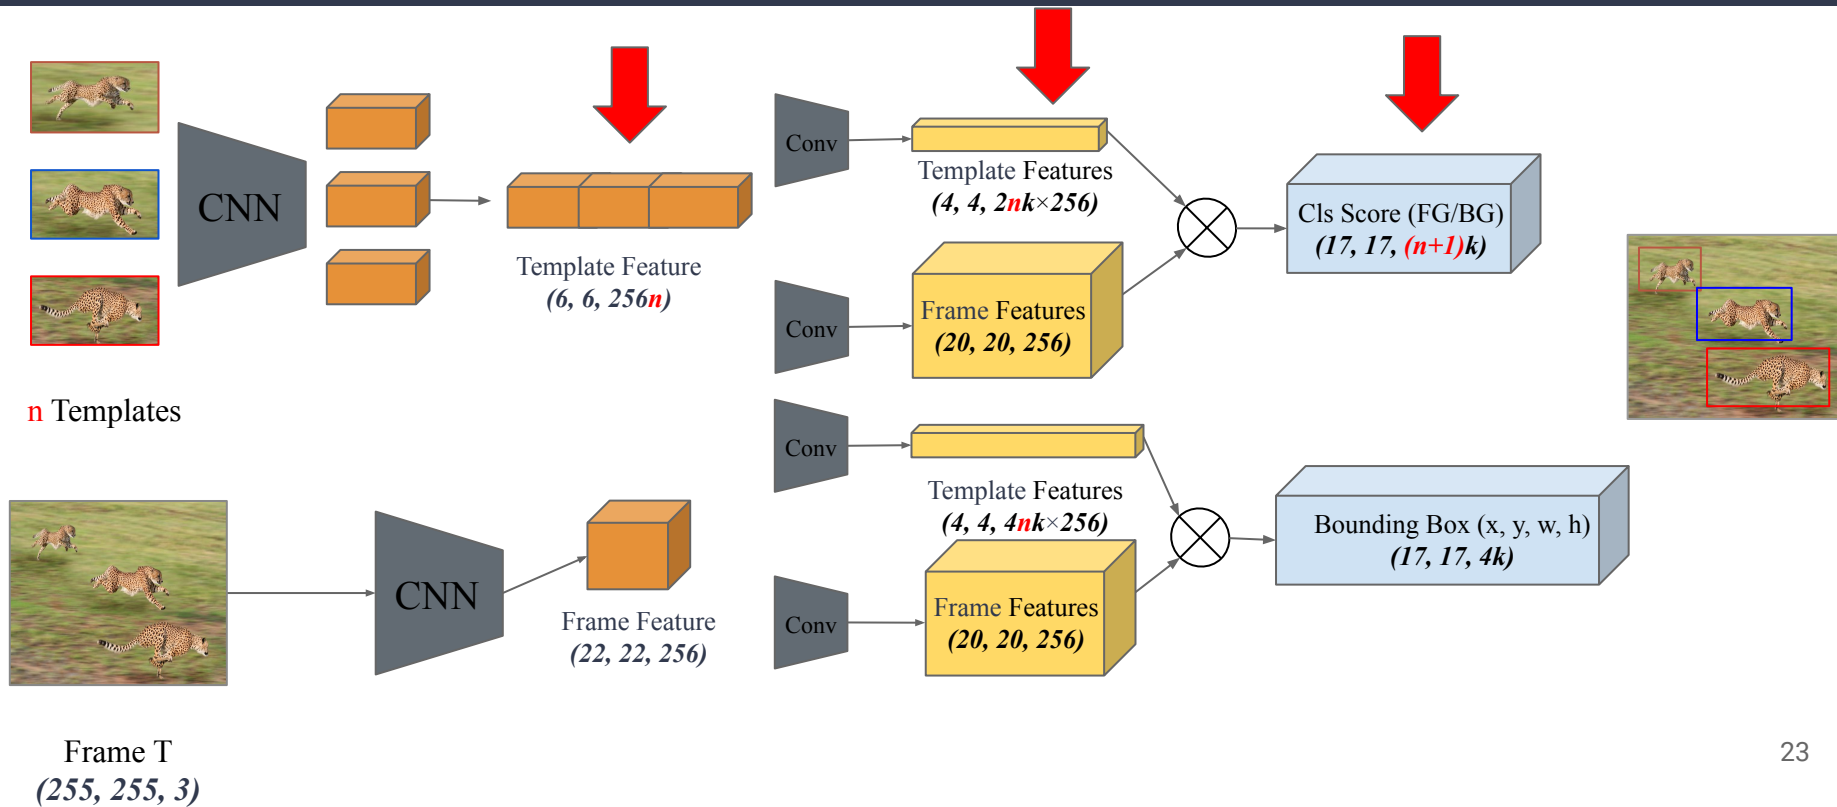 n Templates
CNN
Template Feature
(6, 6, 256n)
Frame T
(255, 255, 3)
CNN
Frame Feature
(22, 22, 256)
Conv
Template Features
(4, 4, 2nk×256)
Conv
Frame Features
(20, 20, 256)
Cls Score (FG/BG)
(17, 17, (n+1)k)
Conv
Template Features
(4, 4, 4nk×256)
Conv
Frame Features
(20, 20, 256)
Bounding Box (x, y, w, h)
(17, 17, 4k)
23